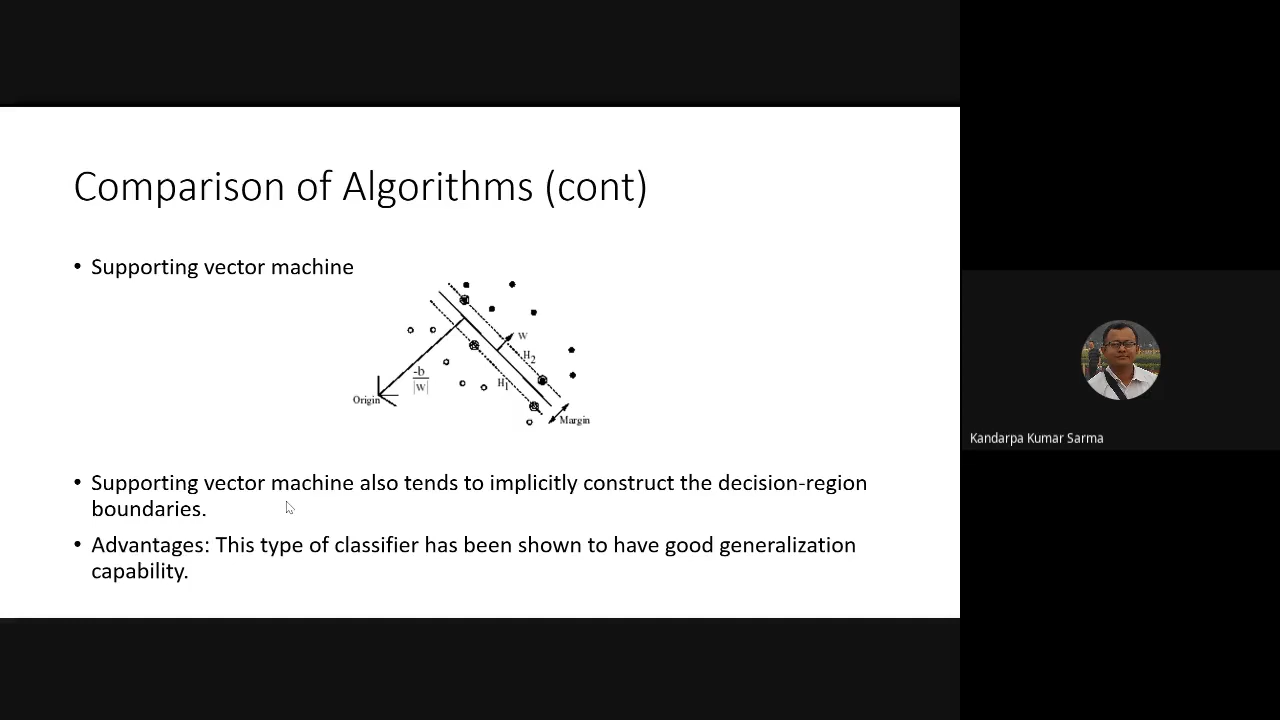 Comparison of Algorithms (cont)
• Supporting vector machine
w
H2
-b
|w|
H1
Origin
Margin
• Supporting vector machine also tends to implicitly construct the decision-region
boundaries.
• Advantages: This type of classifier has been shown to have good generalization
capability.
Kandarpa Kumar Sarma